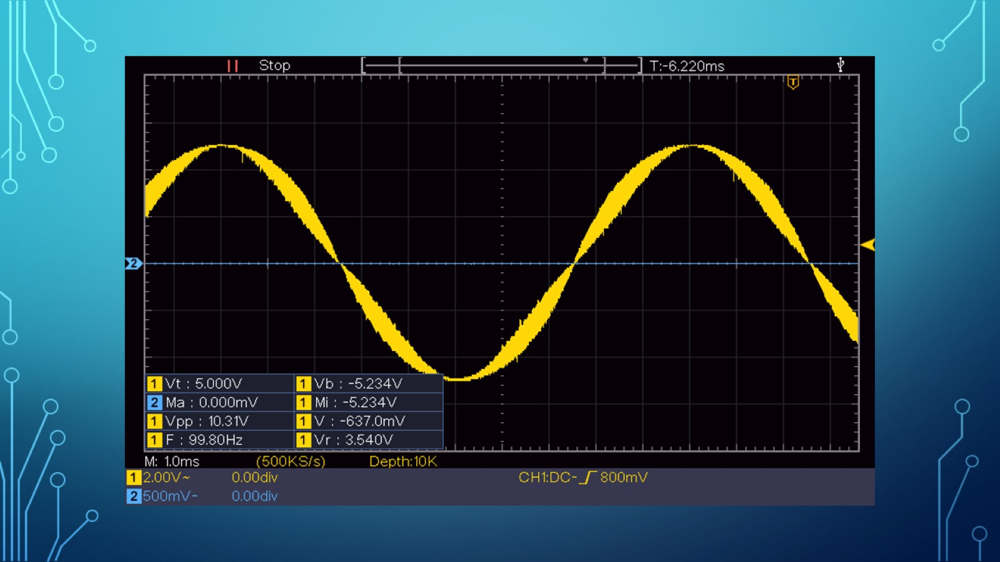 Stop T:-6.220ms
T
2
1 Vt : 5.000V 1 Vb : -5.234V
2 Ma : 0.000mV 1 Mi : -5.234V
1 Vpp : 10.31V 1 V : -637.0mV
1 F : 99.80Hz 1 Vr : 3.540V
M: 1.0ms (500KS/s) Depth:10K
1 2.00V~ 0.00div CH1:DC- 800mV
2 500mV- 0.00div